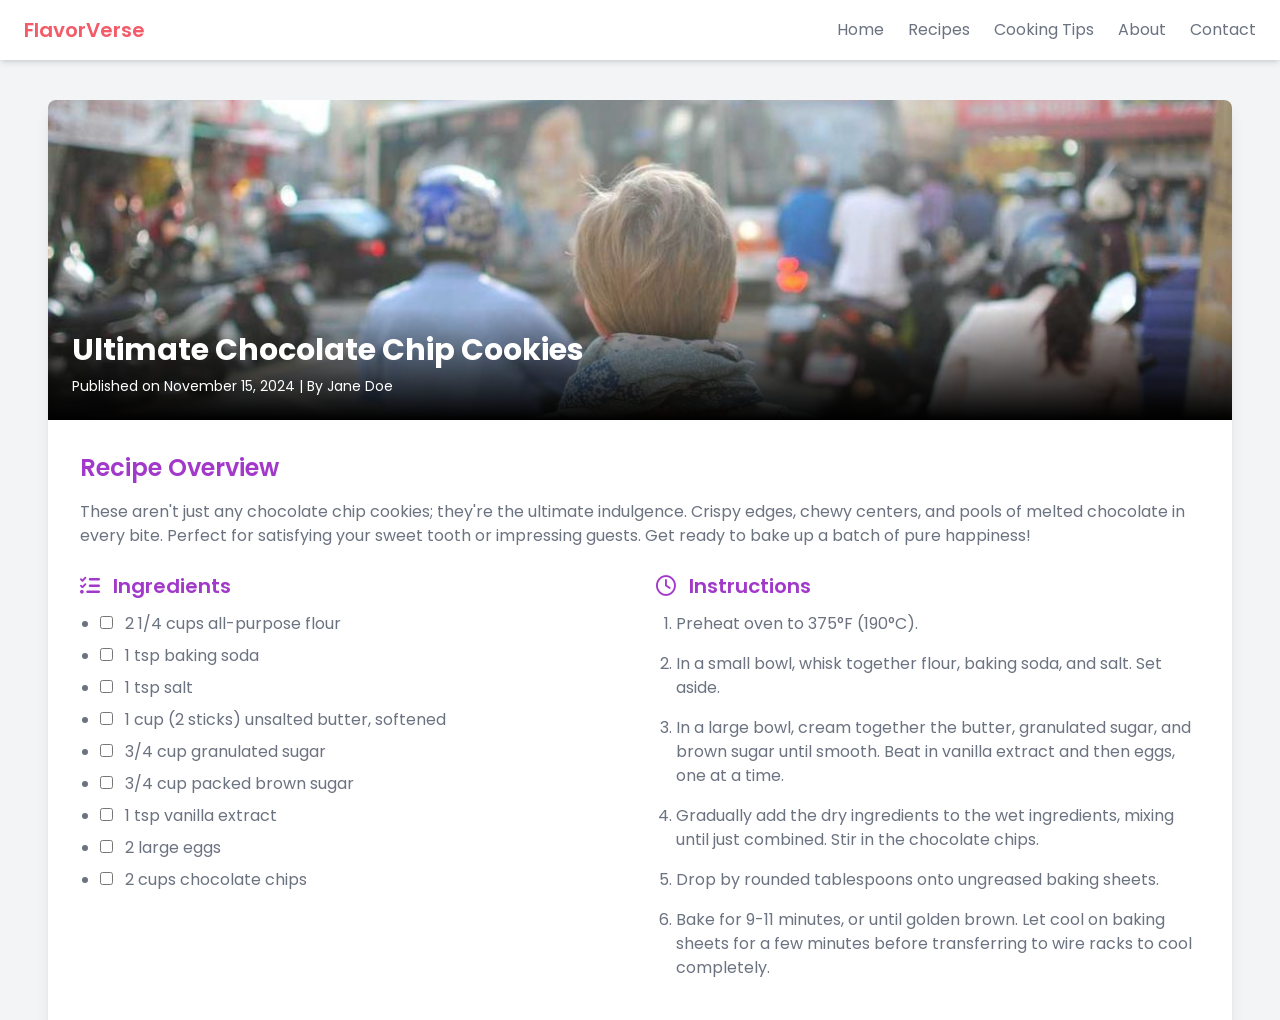 FlavorVerse
Home Recipes Cooking Tips About Contact
Ultimate Chocolate Chip Cookies
Published on November 15, 2024 | By Jane Doe
Recipe Overview
These aren't just any chocolate chip cookies; they're the ultimate indulgence. Crispy edges, chewy centers, and pools of melted chocolate in
every bite. Perfect for satisfying your sweet tooth or impressing guests. Get ready to bake up a batch of pure happiness!
Ingredients
2 1/4 cups all-purpose flour
1 tsp baking soda
1 tsp salt
1 cup (2 sticks) unsalted butter, softened
3/4 cup granulated sugar
3/4 cup packed brown sugar
1 tsp vanilla extract
2 large eggs
2 cups chocolate chips
Instructions
1. Preheat oven to 375°F (190°C).
2. In a small bowl, whisk together flour, baking soda, and salt. Set
aside.
3. In a large bowl, cream together the butter, granulated sugar, and
brown sugar until smooth. Beat in vanilla extract and then eggs,
one at a time.
4. Gradually add the dry ingredients to the wet ingredients, mixing
until just combined. Stir in the chocolate chips.
5. Drop by rounded tablespoons onto ungreased baking sheets.
6. Bake for 9-11 minutes, or until golden brown. Let cool on baking
sheets for a few minutes before transferring to wire racks to cool
completely.